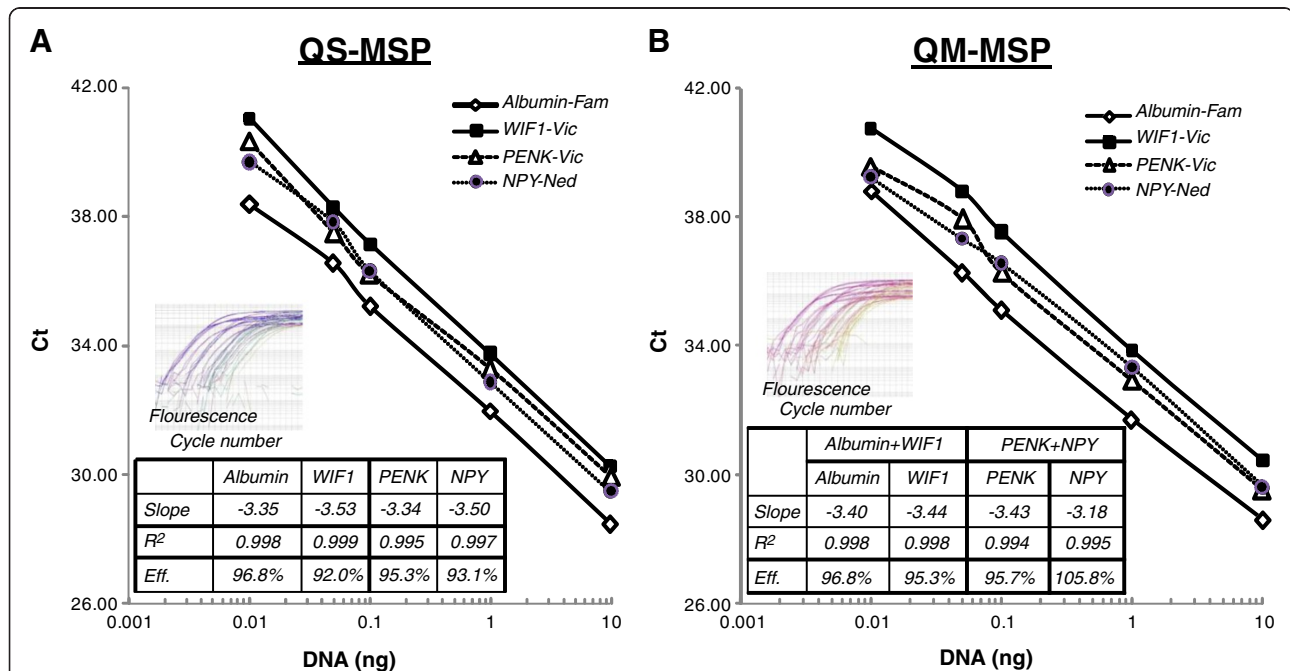 A
QS-MSP
42.00
38.00
34.00
30.00
26.00
Ct
Albumin-Fam
WIF1-Vic
PENK-Vic
NPY-Ned
Flourescence
Cycle number
Albumin WIF1 PENK NPY
Slope -3.35 -3.53 -3.34 -3.50
R2 0.998 0.999 0.995 0.997
Eff. 96.8% 92.0% 95.3% 93.1%
0.001 0.01 0.1 1 10
DNA (ng)
B
QM-MSP
42.00
38.00
34.00
30.00
26.00
Ct
Albumin-Fam
WIF1-Vic
PENK-Vic
NPY-Ned
Flourescence
Cycle number
Albumin+WIF1 PENK+NPY
Albumin WIF1 PENK NPY
Slope -3.40 -3.44 -3.43 -3.18
R2 0.998 0.998 0.994 0.995
Eff. 96.8% 95.3% 95.7% 105.8%
0.001 0.01 0.1 1 10
DNA (ng)